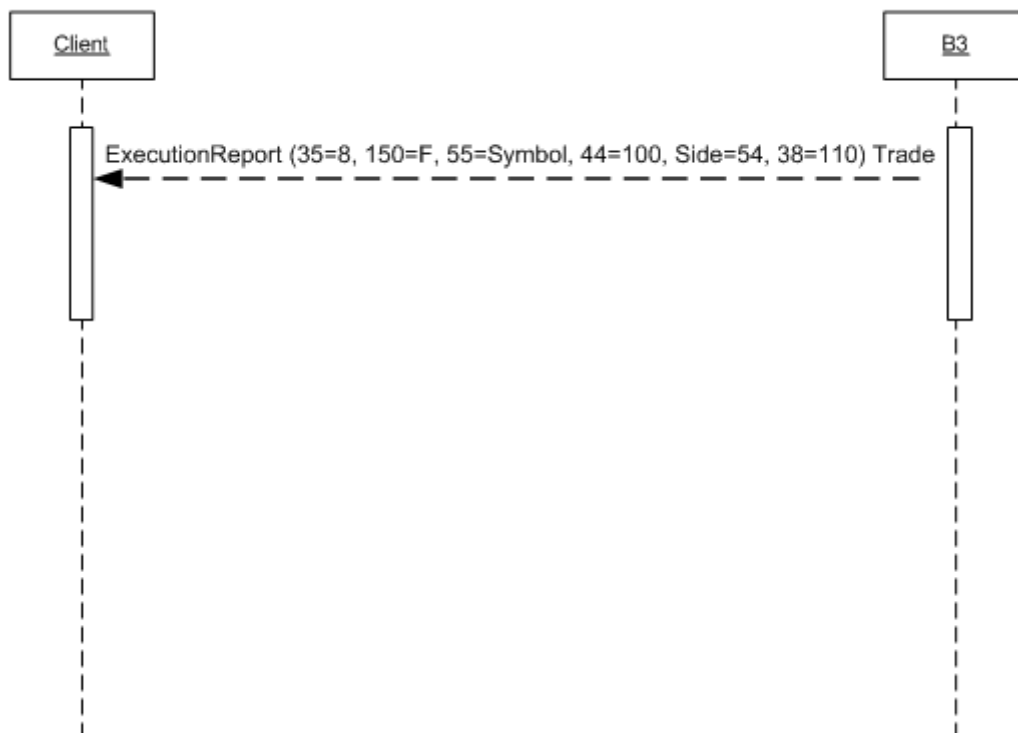 Client
B3
ExecutionReport (35=8, 150=F, 55=Symbol, 44=100, Side=54, 38=110) Trade